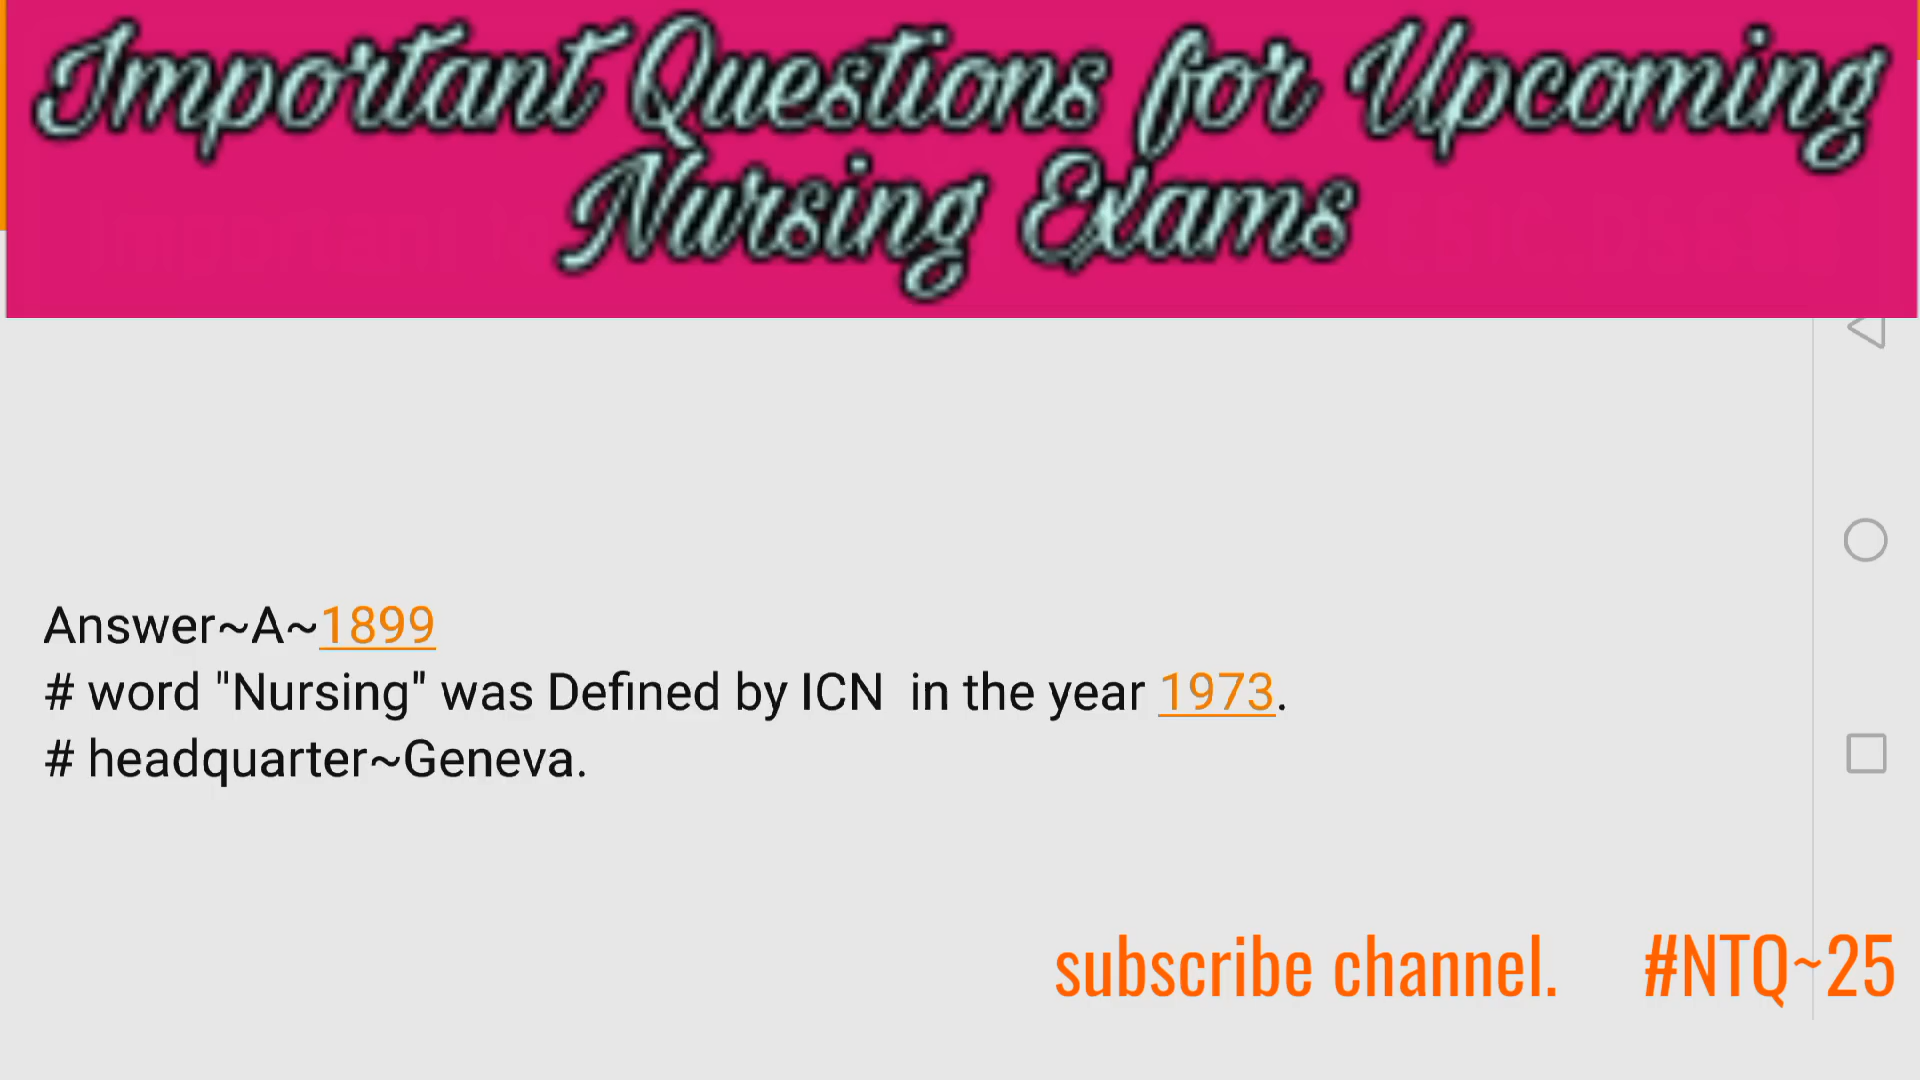 Important Questions for Upcoming
Nursing Exams
Answer~A~1899
# word "Nursing" was Defined by ICN  in the year 1973.
# headquarter~Geneva.
subscribe channel. #NTQ~25